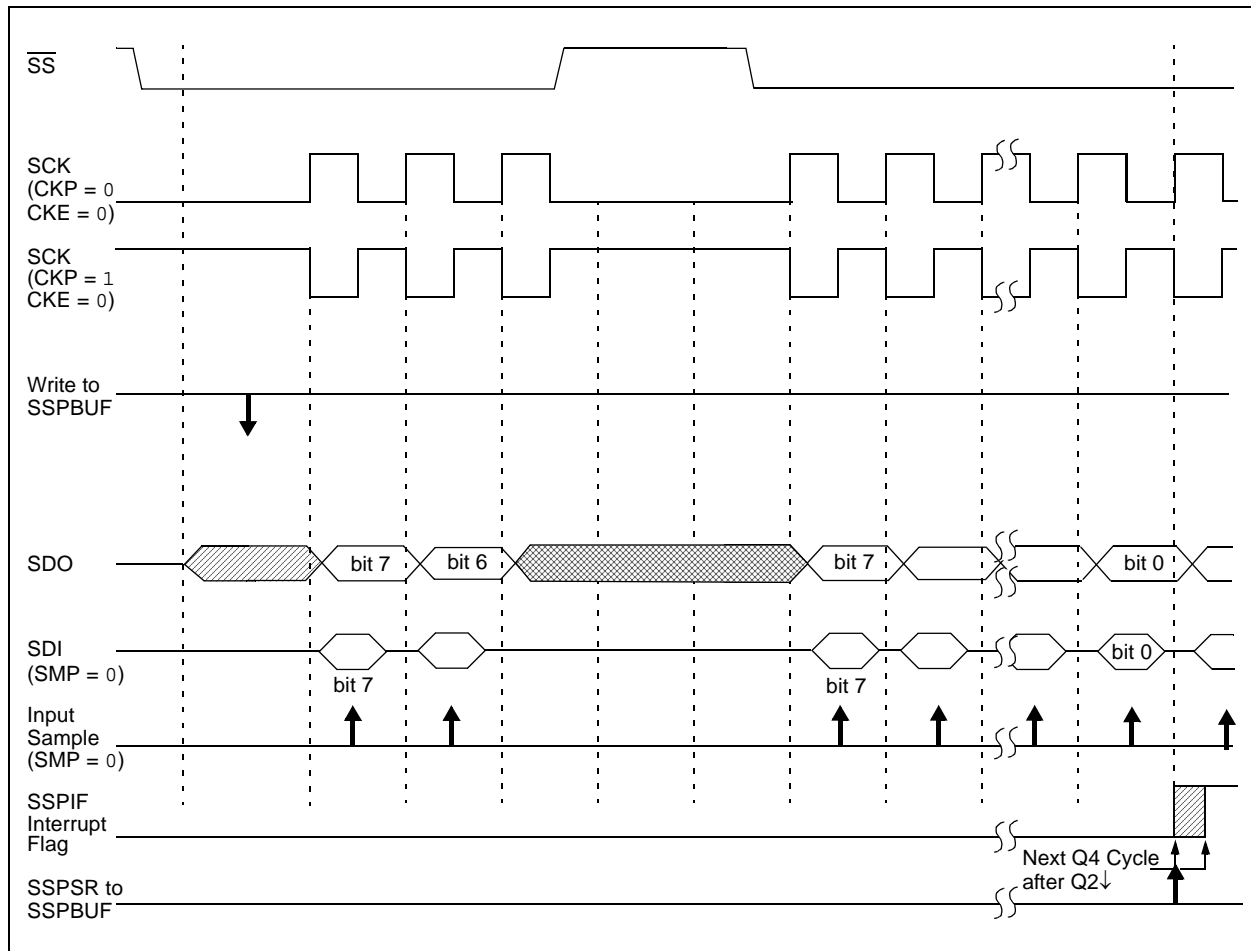 SS
SCK
(CKP = 0
CKE = 0)
SCK
(CKP = 1
CKE = 0)
Write to
SSPBUF
SDO
bit 7
bit 6
bit 7
bit 0
SDI
(SMP = 0)
bit 7
bit 7
bit 0
Input
Sample
(SMP = 0)
SSPIF
Interrupt
Flag
Next Q4 Cycle
after Q2↓
SSPSR to
SSPBUF